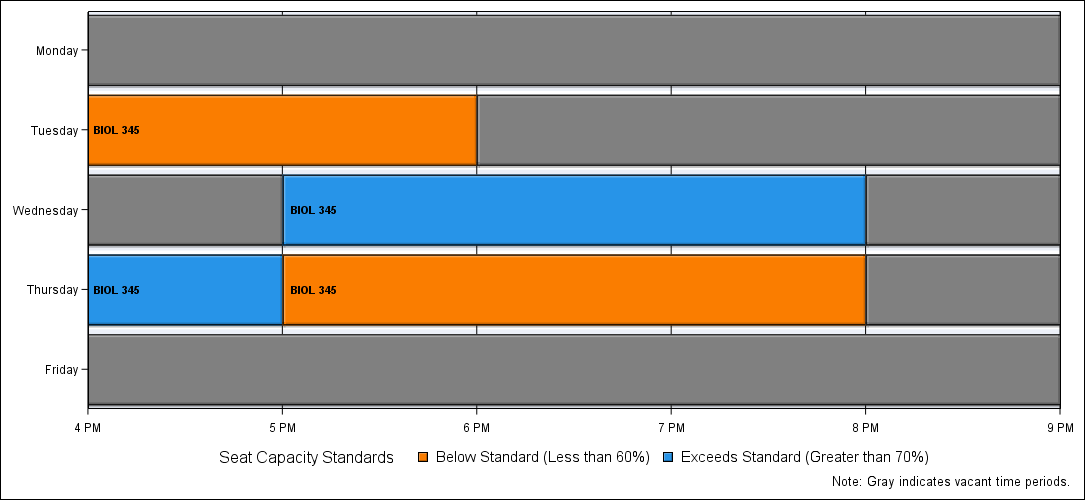 Monday
Tuesday
BIOL 345
Wednesday
BIOL 345
Thursday
BIOL 345 BIOL 345
Friday
4 PM 5 PM 6 PM 7 PM 8 PM 9 PM
Seat Capacity Standards Below Standard (Less than 60%) Exceeds Standard (Greater than 70%)
Note: Gray indicates vacant time periods.